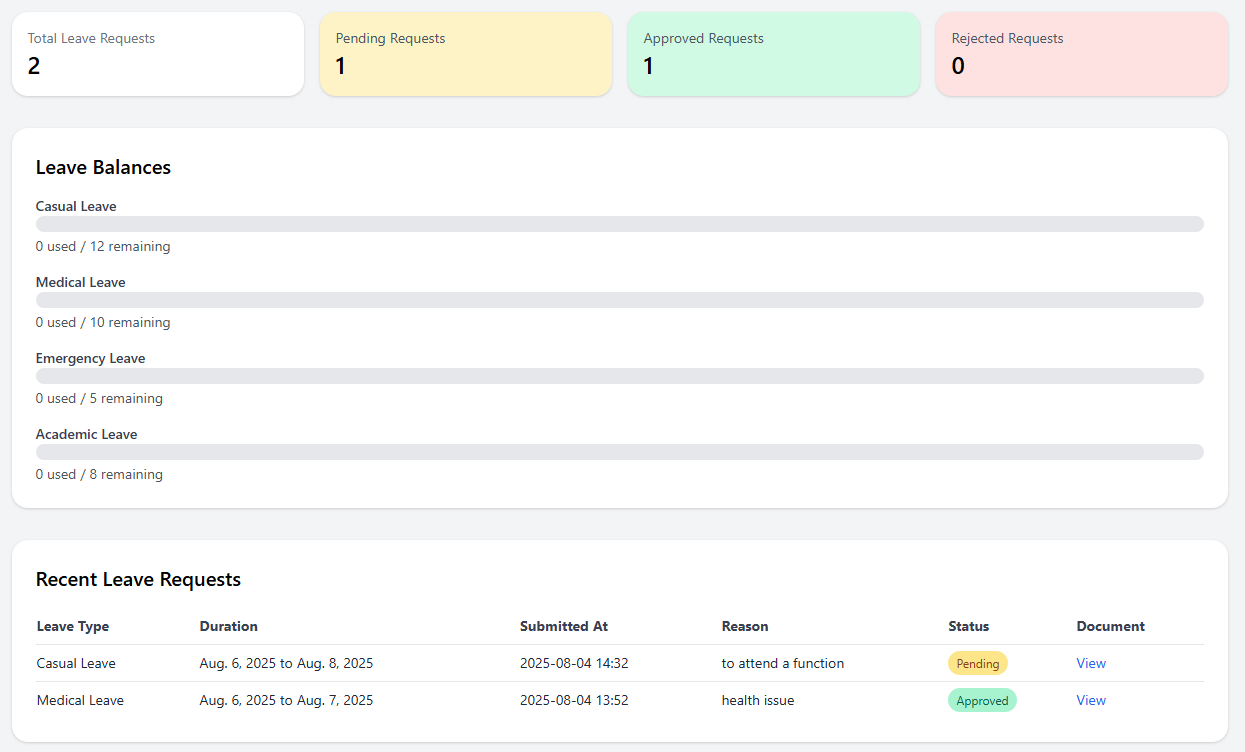 Total Leave Requests
2
Pending Requests
1
Approved Requests
1
Rejected Requests
0
Leave Balances
Casual Leave
0 used / 12 remaining
Medical Leave
0 used / 10 remaining
Emergency Leave
0 used / 5 remaining
Academic Leave
0 used / 8 remaining
Recent Leave Requests
Leave Type Duration Submitted At Reason Status Document
Casual Leave Aug. 6, 2025 to Aug. 8, 2025 2025-08-04 14:32 to attend a function Pending View
Medical Leave Aug. 6, 2025 to Aug. 7, 2025 2025-08-04 13:52 health issue Approved View